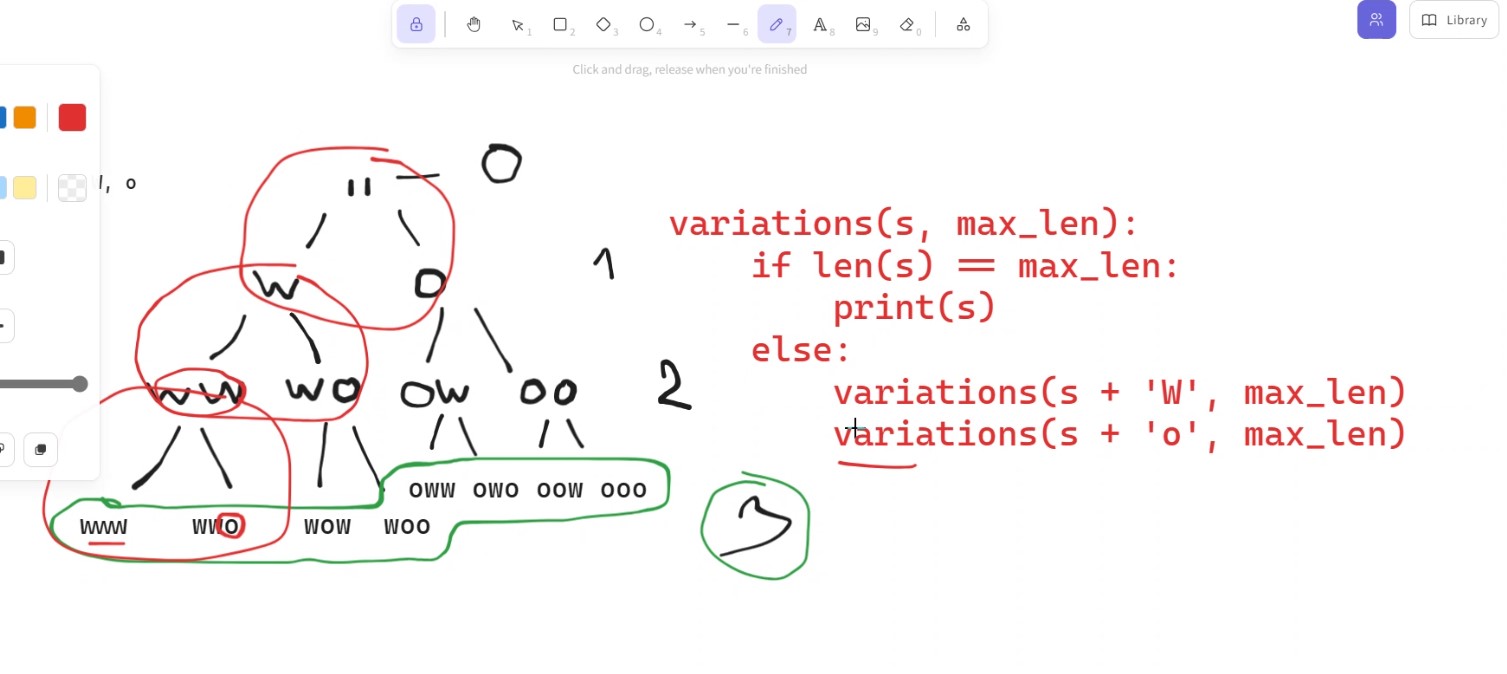 1 2 3 4 5 6 7 8 9 0
Library
Click and drag, release when you're finished
, o
" — 0
W O 1
WW WO OW OO 2
OWW OWO OOW OOO
WWW WWO WOW WOO 3
variations(s, max_len):
if len(s) == max_len:
print(s)
else:
variations(s + 'W', max_len)
variations(s + 'o', max_len)